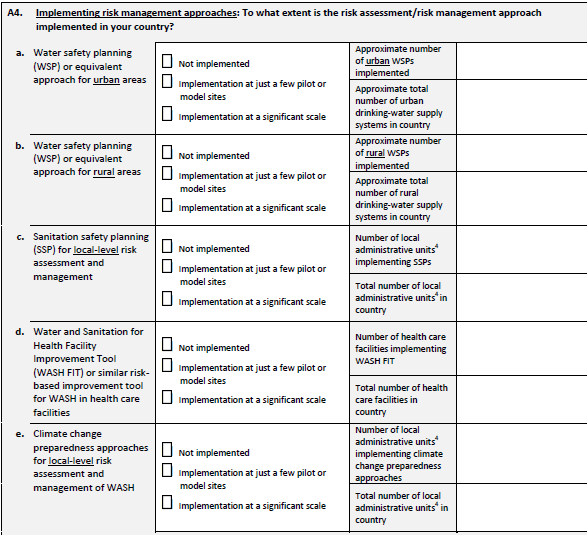 A4. Implementing risk management approaches: To what extent is the risk assessment/risk management approach
implemented in your country?
a. Water safety planning
(WSP) or equivalent
approach for urban areas
Not implemented
Implementation at just a few pilot or
model sites
Implementation at a significant scale
Approximate number
of urban WSPs
implemented
Approximate total
number of urban
drinking-water supply
systems in country
b. Water safety planning
(WSP) or equivalent
approach for rural areas
Not implemented
Implementation at just a few pilot or
model sites
Implementation at a significant scale
Approximate number
of rural WSPs
implemented
Approximate total
number of rural
drinking-water supply
systems in country
c. Sanitation safety planning
(SSP) for local-level risk
assessment and
management
Not implemented
Implementation at just a few pilot or
model sites
Implementation at a significant scale
Number of local
administrative units⁴
implementing SSPs
Total number of local
administrative units⁴ in
country
d. Water and Sanitation for
Health Facility
Improvement Tool
(WASH FIT) or similar risk-
based improvement tool
for WASH in health care
facilities
Not implemented
Implementation at just a few pilot or
model sites
Implementation at a significant scale
Number of health care
facilities implementing
WASH FIT
Total number of health
care facilities in
country
e. Climate change
preparedness approaches
for local-level risk
assessment and
management of WASH
Not implemented
Implementation at just a few pilot or
model sites
Implementation at a significant scale
Number of local
administrative units⁴
implementing climate
change preparedness
approaches
Total number of local
administrative units⁴ in
country